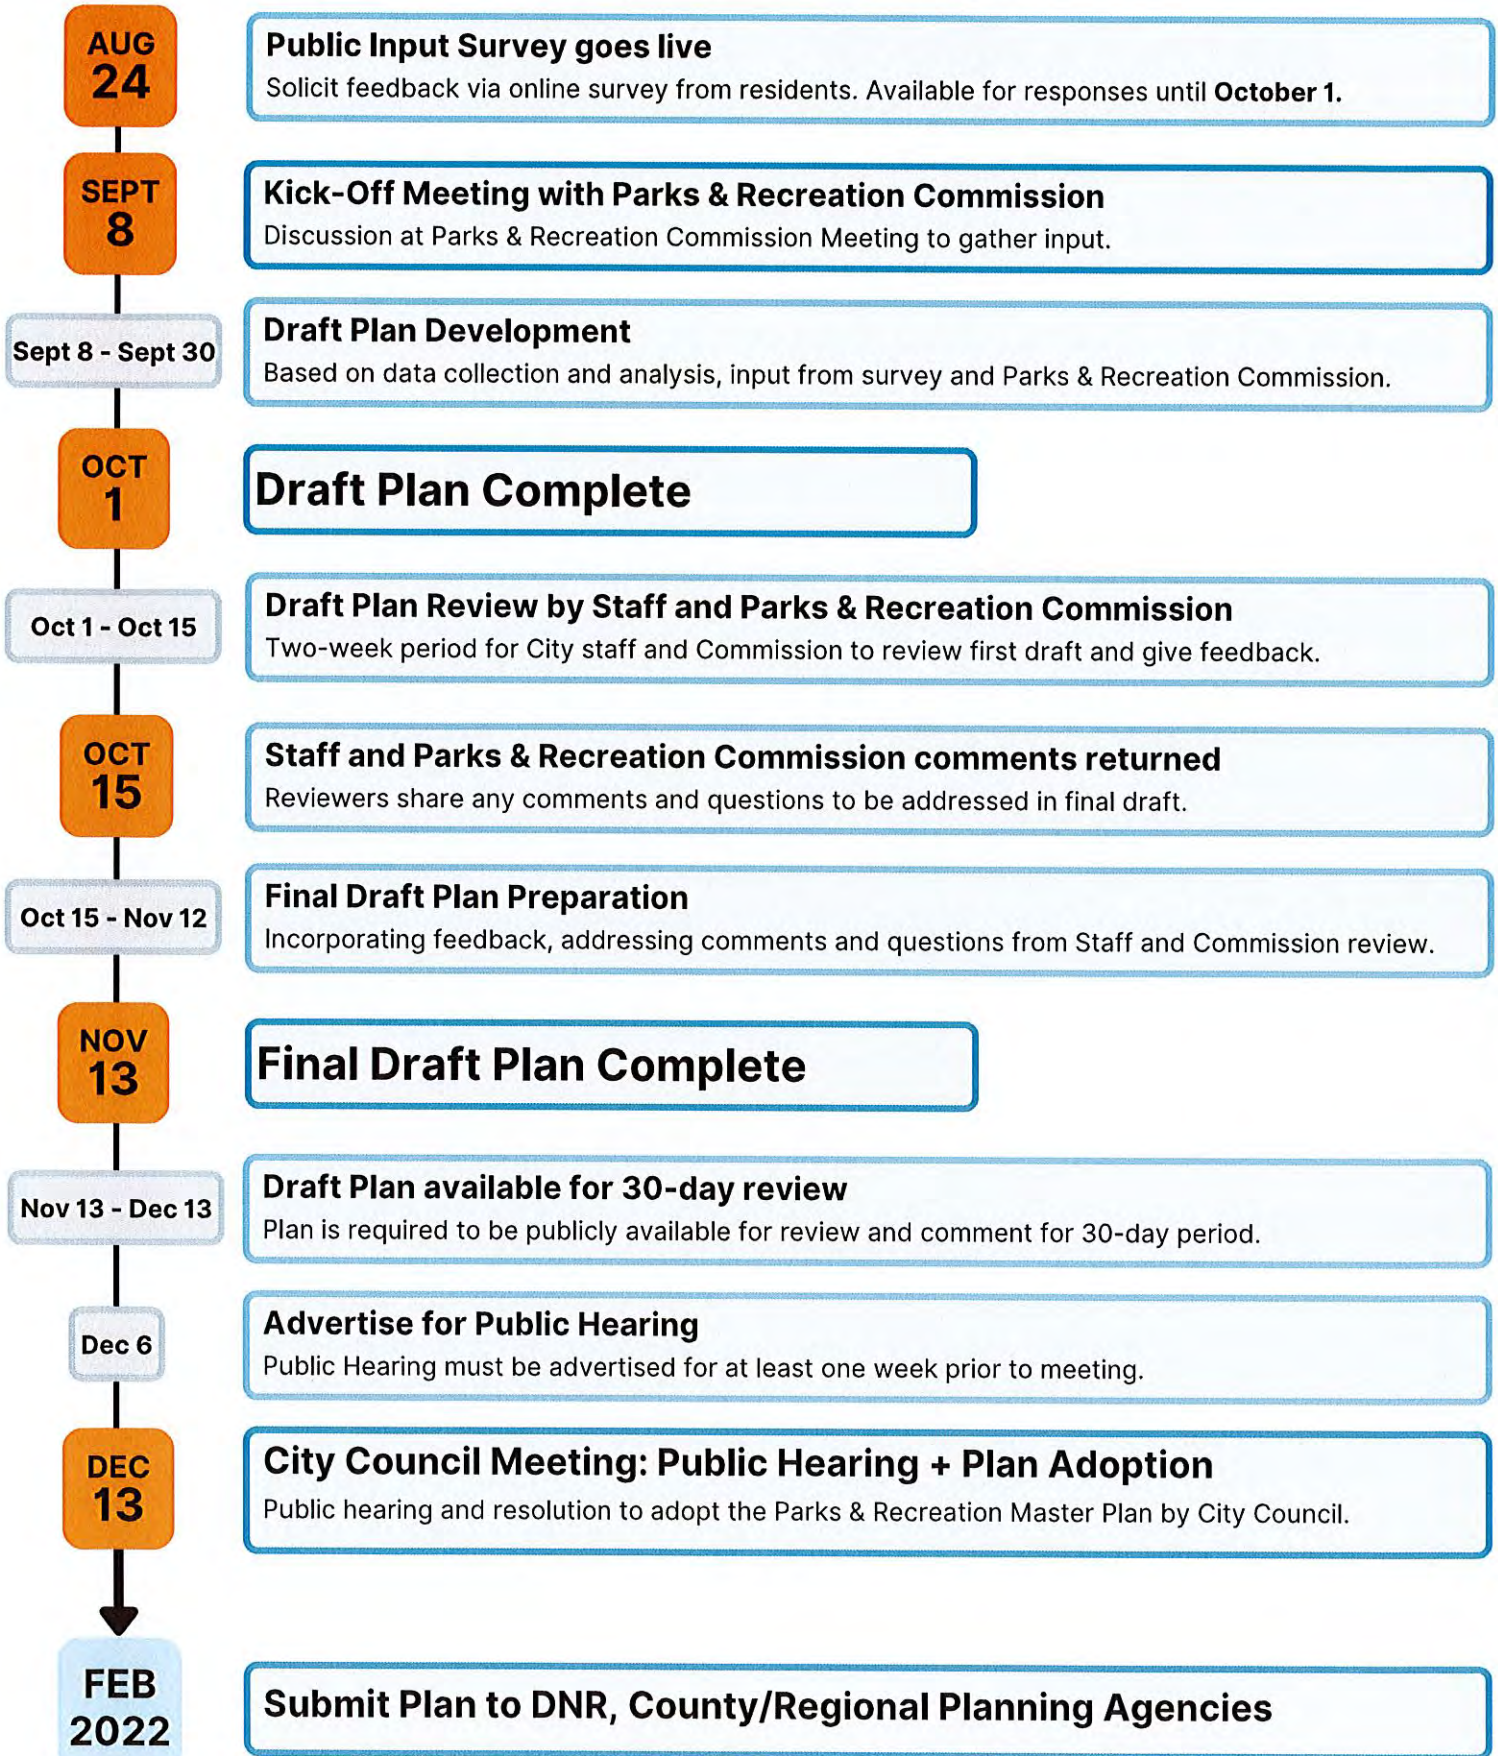 AUG
24
Public Input Survey goes live
Solicit feedback via online survey from residents. Available for responses until October 1.
SEPT
8
Kick-Off Meeting with Parks & Recreation Commission
Discussion at Parks & Recreation Commission Meeting to gather input.
Sept 8 - Sept 30
Draft Plan Development
Based on data collection and analysis, input from survey and Parks & Recreation Commission.
OCT
1
Draft Plan Complete
Oct 1 - Oct 15
Draft Plan Review by Staff and Parks & Recreation Commission
Two-week period for City staff and Commission to review first draft and give feedback.
OCT
15
Staff and Parks & Recreation Commission comments returned
Reviewers share any comments and questions to be addressed in final draft.
Oct 15 - Nov 12
Final Draft Plan Preparation
Incorporating feedback, addressing comments and questions from Staff and Commission review.
NOV
13
Final Draft Plan Complete
Nov 13 - Dec 13
Draft Plan available for 30-day review
Plan is required to be publicly available for review and comment for 30-day period.
Dec 6
Advertise for Public Hearing
Public Hearing must be advertised for at least one week prior to meeting.
DEC
13
City Council Meeting: Public Hearing + Plan Adoption
Public hearing and resolution to adopt the Parks & Recreation Master Plan by City Council.
FEB
2022
Submit Plan to DNR, County/Regional Planning Agencies